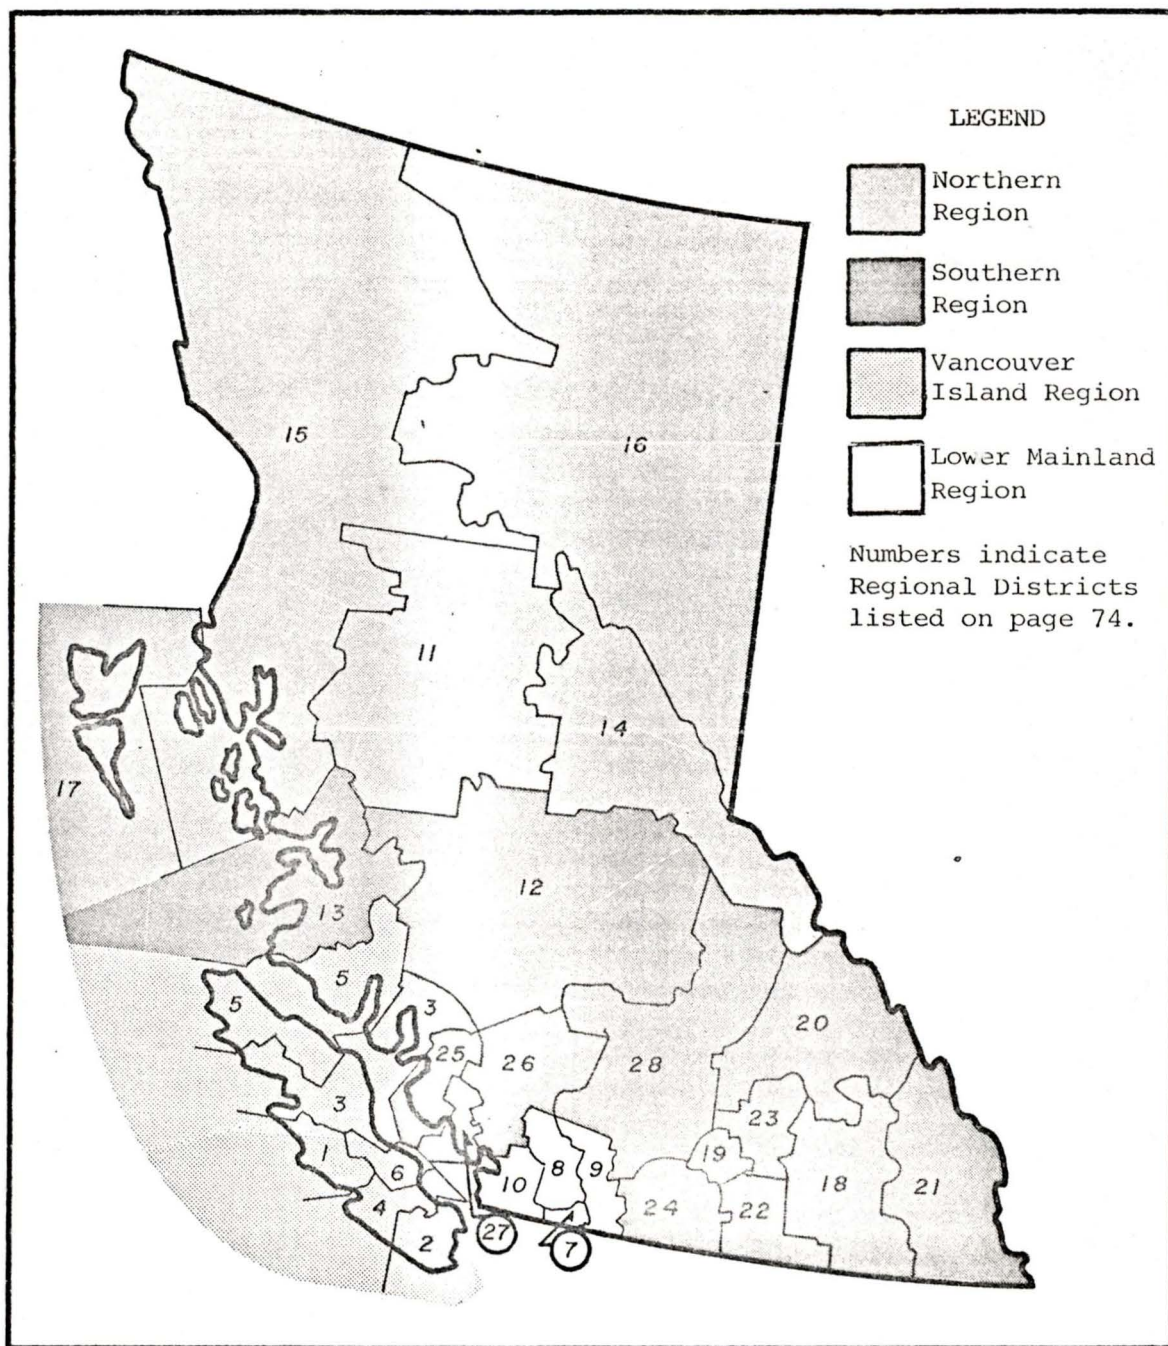 LEGEND
Northern
Region
Southern
Region
Vancouver
Island Region
Lower Mainland
Region
Numbers indicate
Regional Districts
listed on page 74.
15
16
11
14
17
12
13
5
5
3
20
25
26
28
3
23
1
6
19
10
8
9
18
21
4
24
22
2
27
7